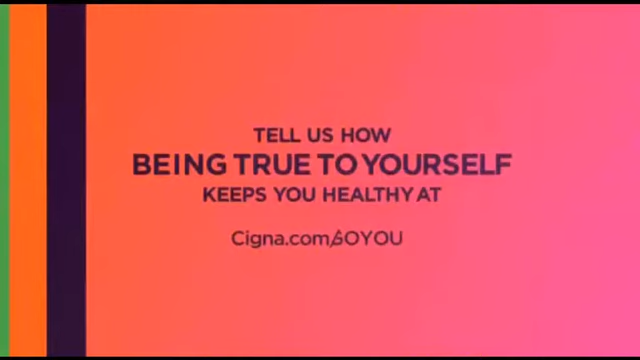 TELL US HOW
BEING TRUE TO YOURSELF
KEEPS YOU HEALTHY AT
Cigna.com/GOYOU